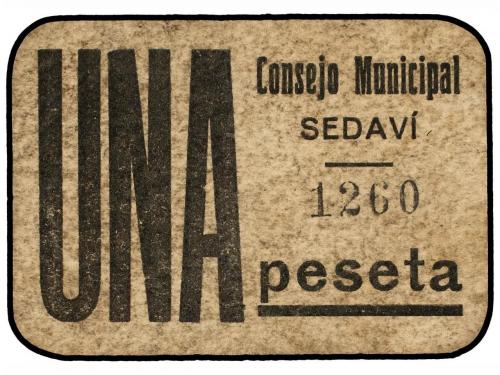 UNA
Consejo Municipal
SEDAVÍ
1260
peseta